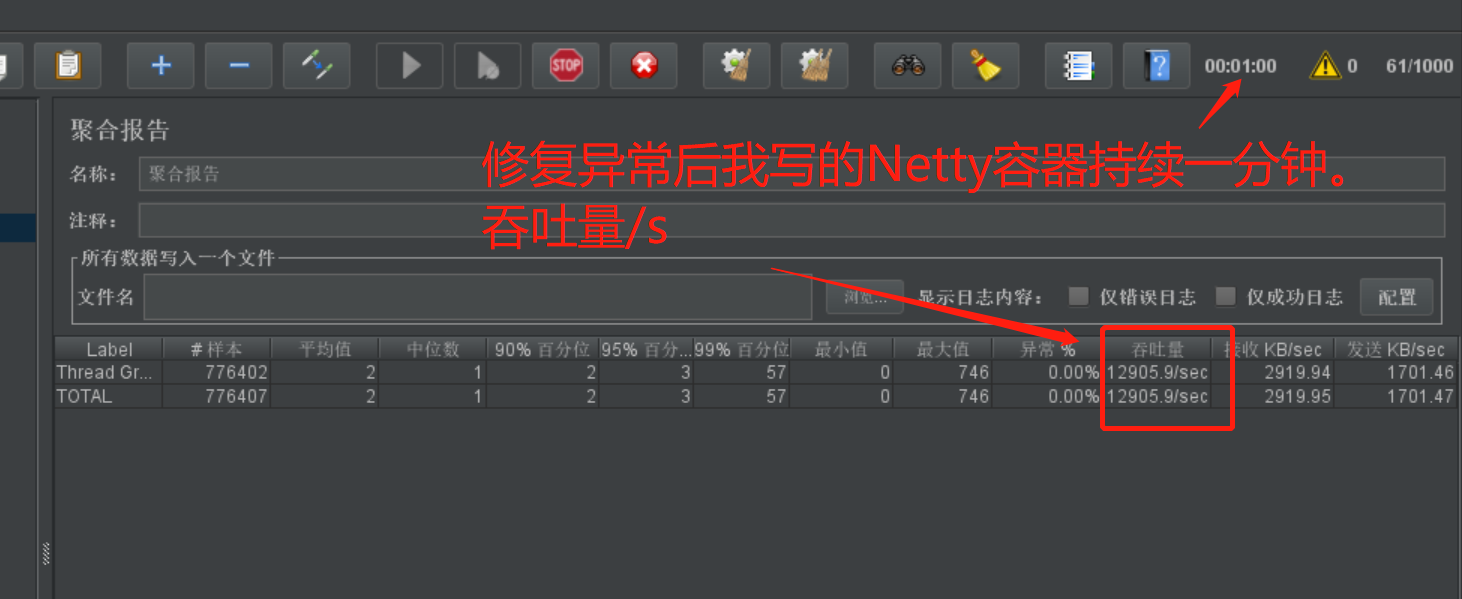 STOP
00:01:00 0 61/1000
聚合报告
名称： 聚合报告
修复异常后我写的Netty容器持续一分钟。
注释：
吞吐量/s
所有数据写入一个文件
文件名 浏览... 显示日志内容： 仅错误日志 仅成功日志 配置
Label # 样本 平均值 中位数 90% 百分位 95% 百分... 99% 百分位 最小值 最大值 异常 % 吞吐量 接收 KB/sec 发送 KB/sec
Thread Gr... 776402 2 1 2 3 57 0 746 0.00% 12905.9/sec 2919.94 1701.46
TOTAL 776407 2 1 2 3 57 0 746 0.00% 12905.9/sec 2919.95 1701.47